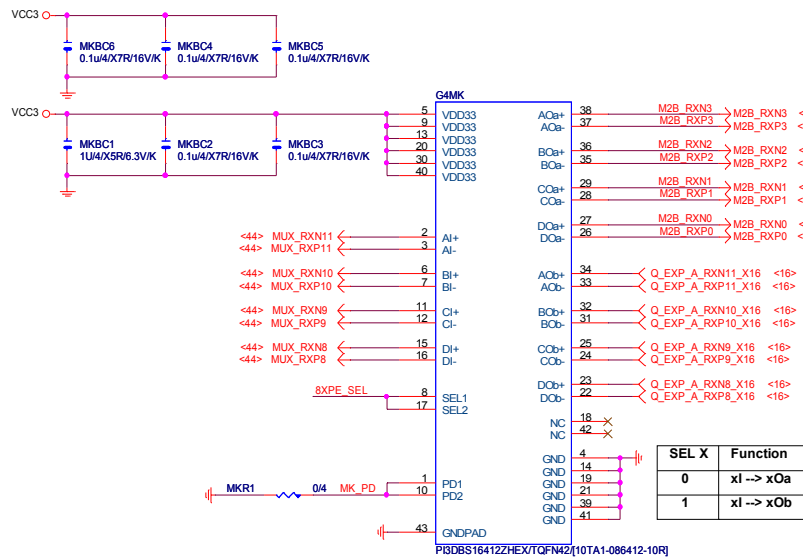 VCC3
MKBC6
0.1u/4/X7R/16V/K
MKBC4
0.1u/4/X7R/16V/K
MKBC5
0.1u/4/X7R/16V/K
VCC3
MKBC1
1U/4/X5R/6.3V/K
MKBC2
0.1u/4/X7R/16V/K
MKBC3
0.1u/4/X7R/16V/K
G4MK
5 VDD33
9 VDD33
13 VDD33
20 VDD33
30 VDD33
40 VDD33
<44> MUX_RXN11 2 AI+
<44> MUX_RXP11 3 AI-
<44> MUX_RXN10 6 BI+
<44> MUX_RXP10 7 BI-
<44> MUX_RXN9 11 CI+
<44> MUX_RXP9 12 CI-
<44> MUX_RXN8 15 DI+
<44> MUX_RXP8 16 DI-
8XPE_SEL 8 SEL1
17 SEL2
1 PD1
MKR1 0/4 MK_PD 10 PD2
43 GNDPAD
AOa+ 38 M2B_RXN3 M2B_RXN3 <
AOa- 37 M2B_RXP3 M2B_RXP3 <
BOa+ 36 M2B_RXN2 M2B_RXN2 <
BOa- 35 M2B_RXP2 M2B_RXP2 <
COa+ 29 M2B_RXN1 M2B_RXN1 <
COa- 28 M2B_RXP1 M2B_RXP1 <
DOa+ 27 M2B_RXN0 M2B_RXN0 <
DOa- 26 M2B_RXP0 M2B_RXP0 <
AOb+ 34 Q_EXP_A_RXN11_X16 <16>
AOb- 33 Q_EXP_A_RXP11_X16 <16>
BOb+ 32 Q_EXP_A_RXN10_X16 <16>
BOb- 31 Q_EXP_A_RXP10_X16 <16>
COb+ 25 Q_EXP_A_RXN9_X16 <16>
COb- 24 Q_EXP_A_RXP9_X16 <16>
DOb+ 23 Q_EXP_A_RXN8_X16 <16>
DOb- 22 Q_EXP_A_RXP8_X16 <16>
NC 18
NC 42
GND 4
GND 14
GND 19
GND 21
GND 39
GND 41
PI3DBS16412ZHEX/TQFN42/[10TA1-086412-10R]
SEL X Function
0 xI --> xOa
1 xI --> xOb